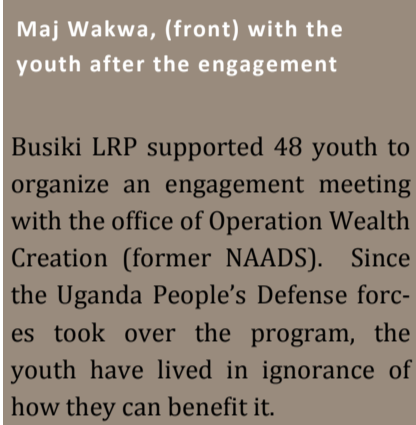 Maj Wakwa, (front) with the
youth after the engagement
Busiki LRP supported 48 youth to
organize an engagement meeting
with the office of Operation Wealth
Creation (former NAADS). Since
the Uganda People’s Defense forc-
es took over the program, the
youth have lived in ignorance of
how they can benefit it.